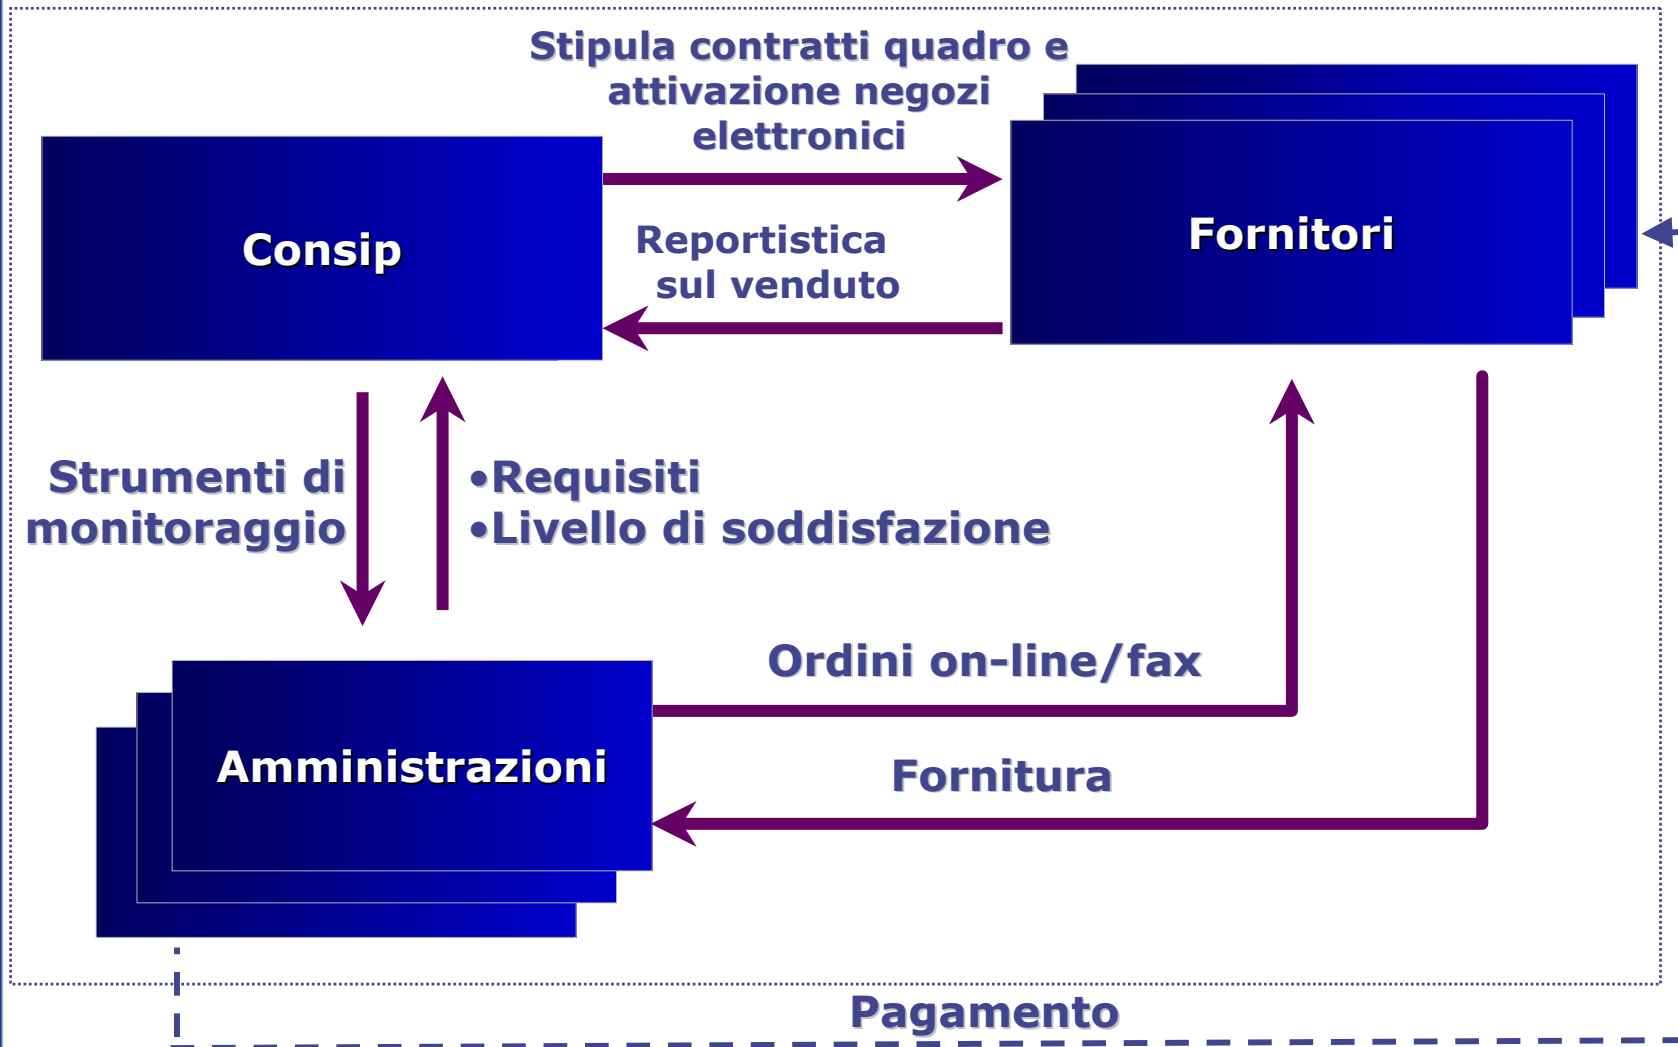 Stipula contratti quadro e
attivazione negozi
elettronici
Consip
Fornitori
Reportistica
sul venduto
Strumenti di
monitoraggio
•Requisiti
•Livello di soddisfazione
Ordini on-line/fax
Amministrazioni
Fornitura
Pagamento